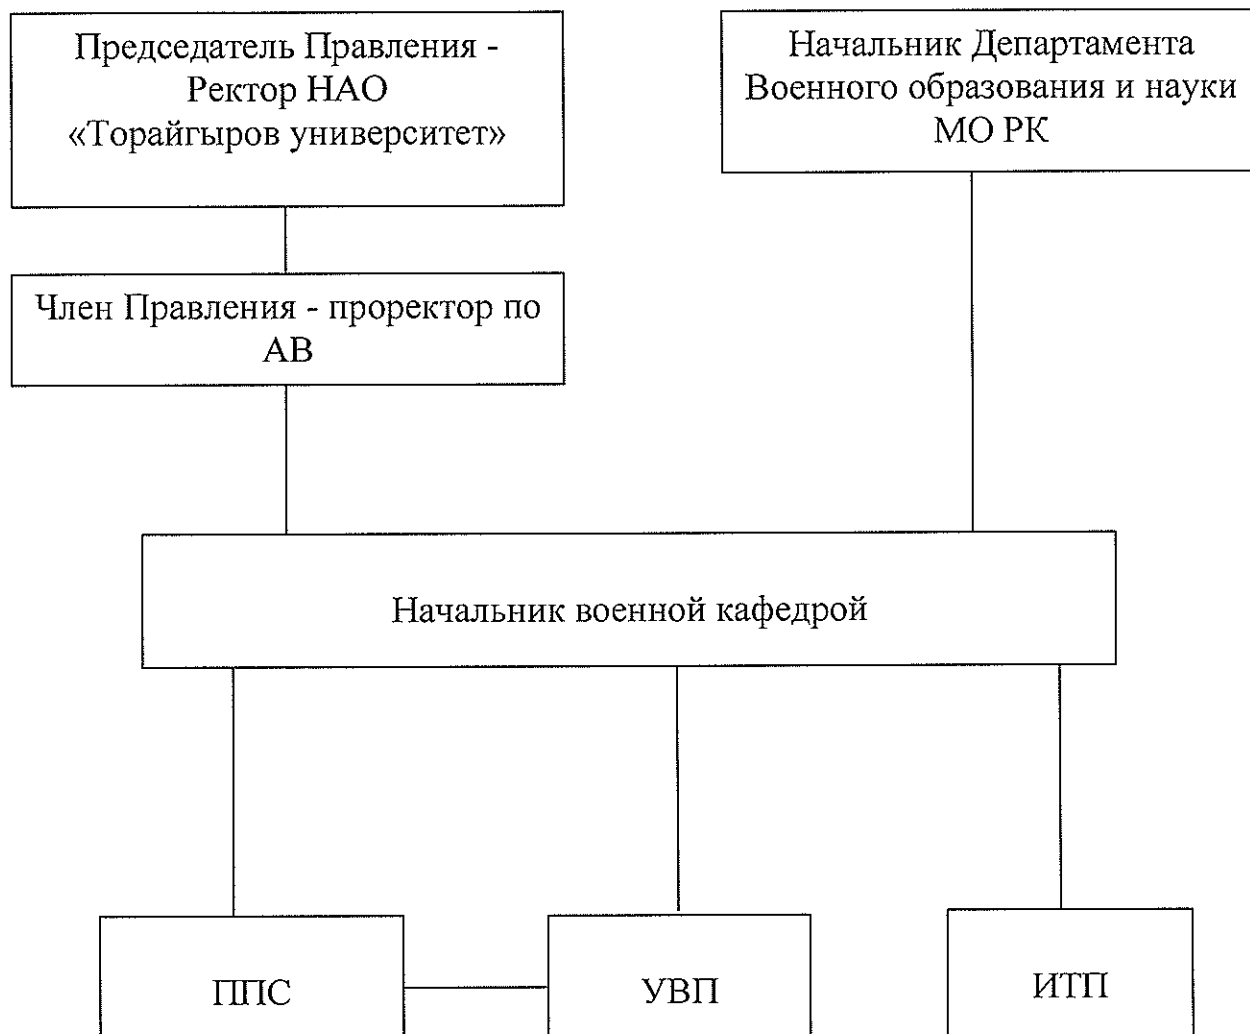 Председатель Правления -
Ректор НАО
«Торайгыров университет»
Начальник Департамента
Военного образования и науки
МО РК
Член Правления - проректор по
АВ
Начальник военной кафедрой
ППС
УВП
ИТП